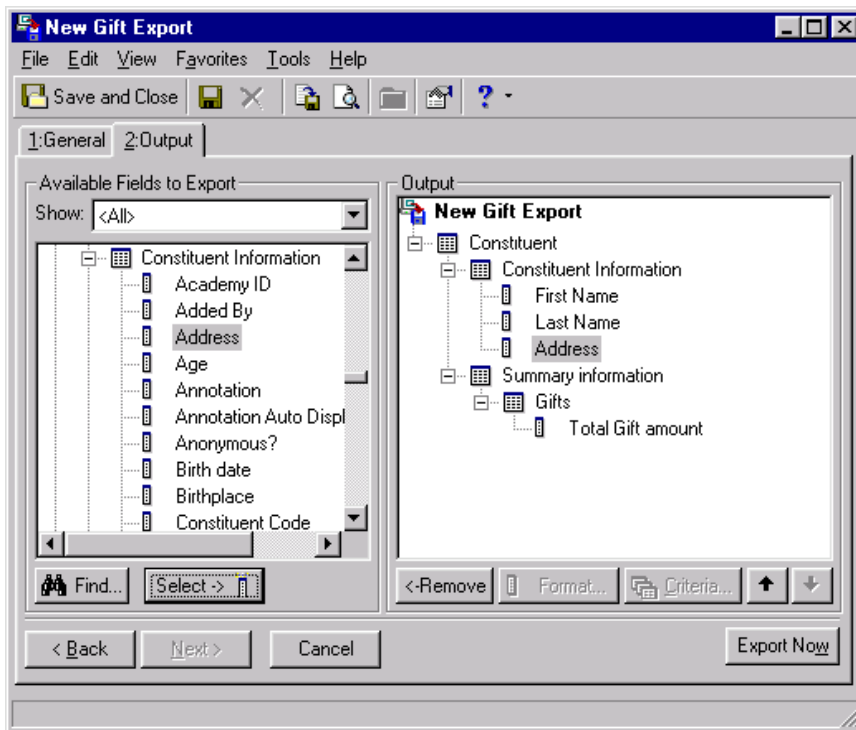 New Gift Export
File Edit View Favorites Tools Help
Save and Close
1:General 2:Output
Available Fields to Export
Show: <All>
Constituent Information
Academy ID
Added By
Address
Age
Annotation
Annotation Auto Displ
Anonymous?
Birth date
Birthplace
Constituent Code
Find... Select ->
Output
New Gift Export
Constituent
Constituent Information
First Name
Last Name
Address
Summary information
Gifts
Total Gift amount
<-Remove Format... Criteria...
< Back Next > Cancel Export Now